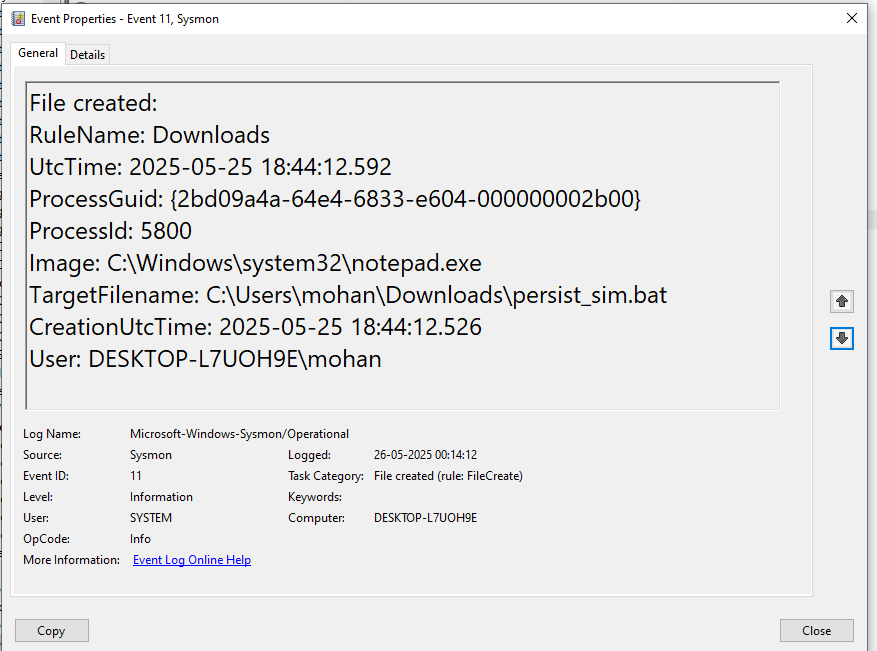 Event Properties - Event 11, Sysmon
General Details
File created:
RuleName: Downloads
UtcTime: 2025-05-25 18:44:12.592
ProcessGuid: {2bd09a4a-64e4-6833-e604-000000002b00}
ProcessId: 5800
Image: C:\Windows\system32\notepad.exe
TargetFilename: C:\Users\mohan\Downloads\persist_sim.bat
CreationUtcTime: 2025-05-25 18:44:12.526
User: DESKTOP-L7UOH9E\mohan
Log Name: Microsoft-Windows-Sysmon/Operational
Source: Sysmon Logged: 26-05-2025 00:14:12
Event ID: 11 Task Category: File created (rule: FileCreate)
Level: Information Keywords:
User: SYSTEM Computer: DESKTOP-L7UOH9E
OpCode: Info
More Information: Event Log Online Help
Copy Close